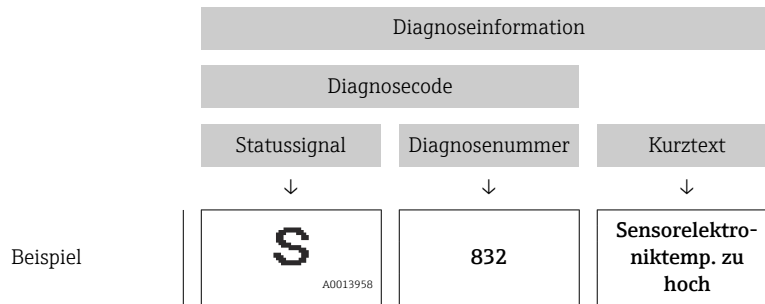 Diagnoseinformation
Diagnosecode
Statussignal Diagnosenummer Kurztext
↓ ↓ ↓
Beispiel S A0013958 832 Sensorelektro-
niktemp. zu
hoch